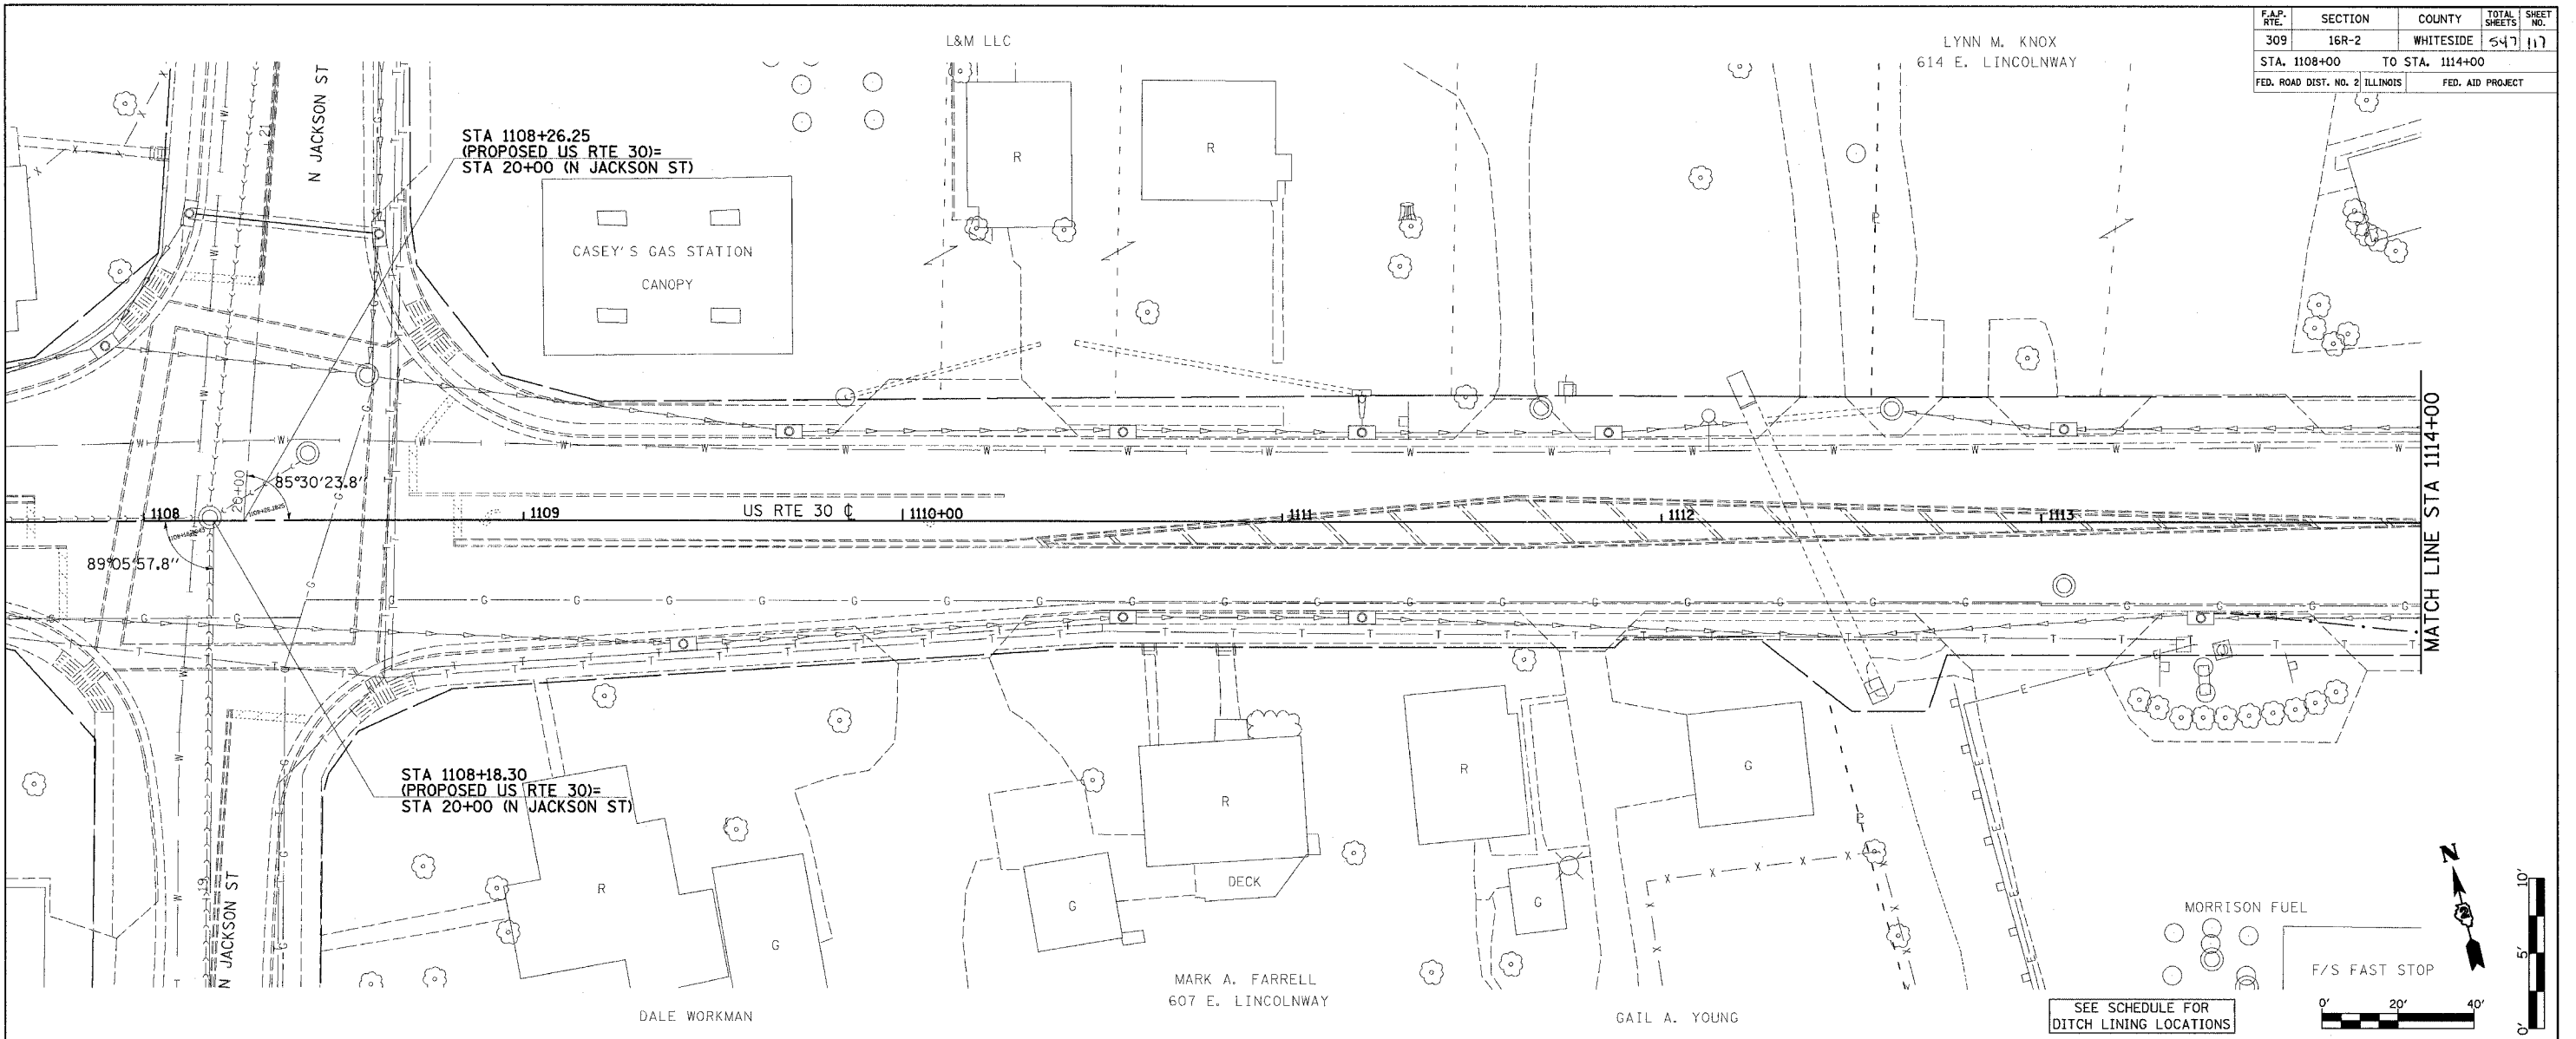 F.A.P. RTE. SECTION COUNTY TOTAL SHEETS SHEET NO.
309 16R-2 WHITESIDE 547 117
STA. 1108+00 TO STA. 1114+00
FED. ROAD DIST. NO. 2 ILLINOIS FED. AID PROJECT
L&M LLC
LYNN M. KNOX
614 E. LINCOLNWAY
N JACKSON ST
21
STA 1108+26.25
(PROPOSED US RTE 30)=
STA 20+00 (N JACKSON ST)
R
R
CASEY'S GAS STATION
CANOPY
P
MATCH LINE STA 1114+00
20+00
85°30'23.8"
1108
1109
US RTE 30 ℄
1110+00
1111
1112
1113
89°05'57.8"
STA 1108+18.30
(PROPOSED US RTE 30)=
STA 20+00 (N JACKSON ST)
19
N JACKSON ST
R
G
R
G
DECK
R
G
G
P
DALE WORKMAN
MARK A. FARRELL
607 E. LINCOLNWAY
GAIL A. YOUNG
MORRISON FUEL
F/S FAST STOP
SEE SCHEDULE FOR
DITCH LINING LOCATIONS
N
2
0' 20' 40'
10'
5'
0'